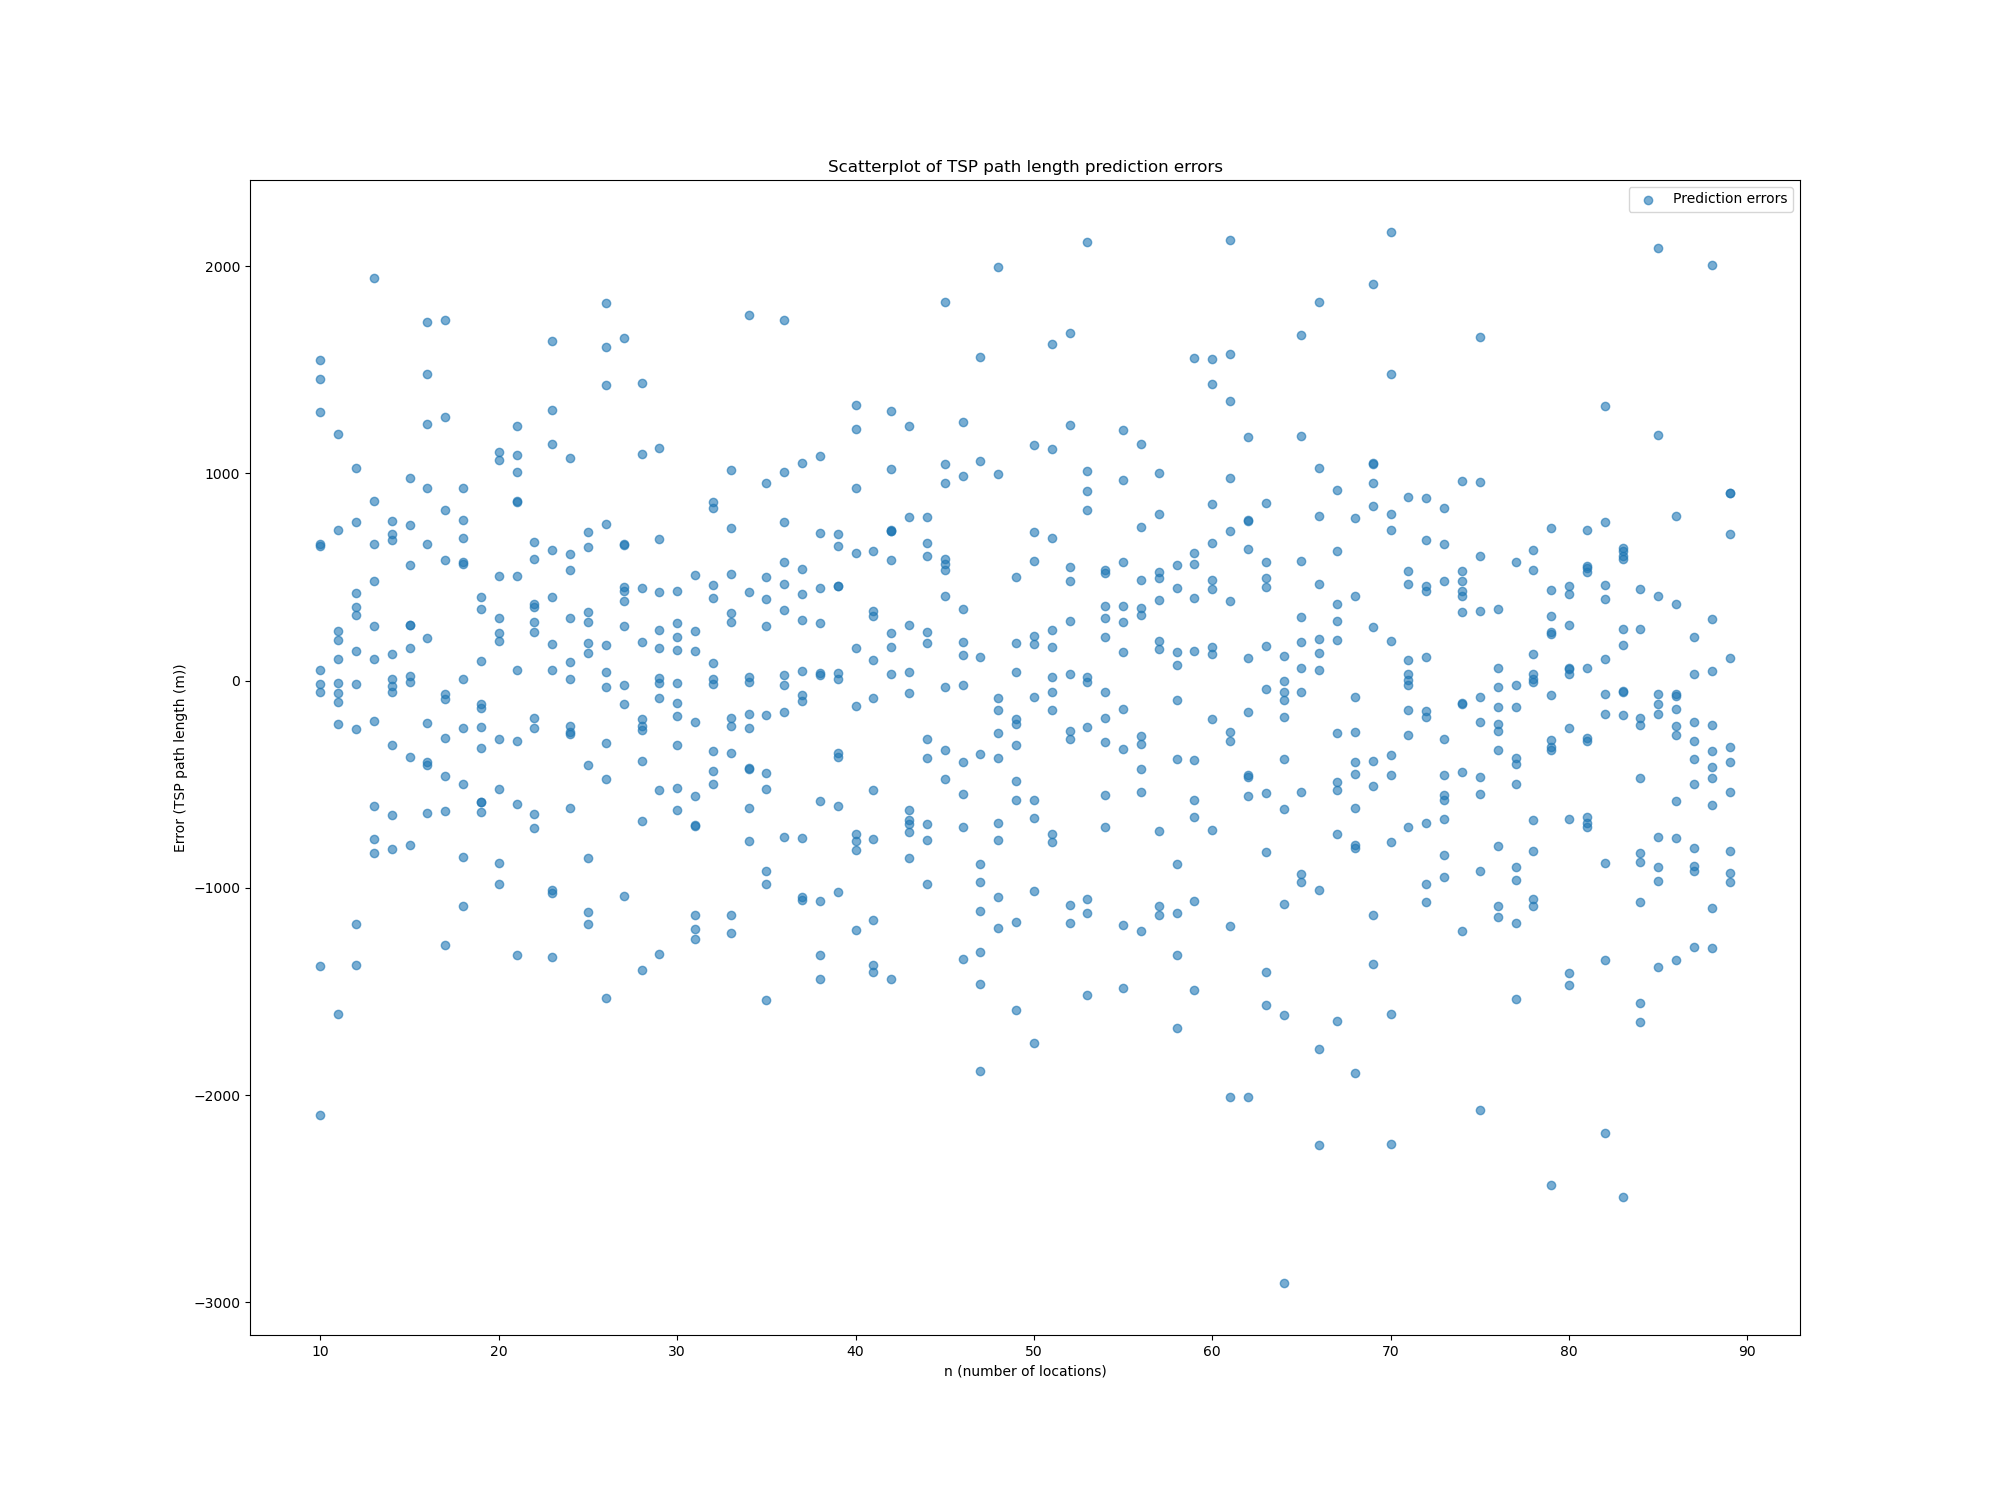 Scatterplot of TSP path length prediction errors
Prediction errors
2000
1000
0
−1000
−2000
−3000
Error (TSP path length (m))
10 20 30 40 50 60 70 80 90
n (number of locations)